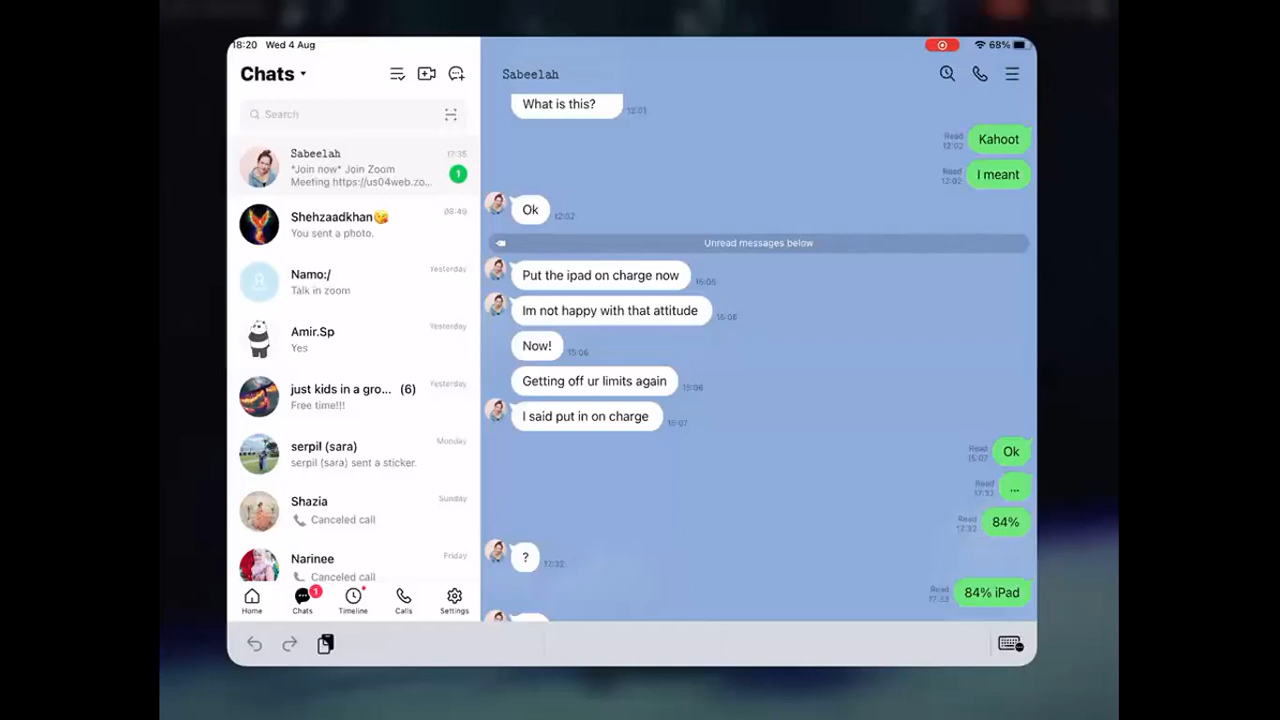 18:20 Wed 4 Aug
68%
Chats
Search
Sabeelah
17:35
*Join now* Join Zoom
Meeting https://us04web.zo...
1
Shehzaadkhan😘
08:49
You sent a photo.
Namo:/
Yesterday
Talk in zoom
Amir.Sp
Yesterday
Yes
just kids in a gro... (6)
Yesterday
Free time!!!
serpil (sara)
Monday
serpil (sara) sent a sticker.
Shazia
Sunday
Canceled call
Narinee
Friday
Canceled call
1
Home
Chats
Timeline
Calls
Settings
Sabeelah
What is this?
12:01
Read
12:02
Kahoot
Read
12:02
I meant
Ok
12:02
Unread messages below
Put the ipad on charge now
Im not happy with that attitude
15:06
Now!
15:06
Getting off ur limits again
15:06
I said put in on charge
15:07
Read
15:07
Ok
Read
17:32
...
Read
17:32
84%
?
17:32
Read
17:33
84% iPad